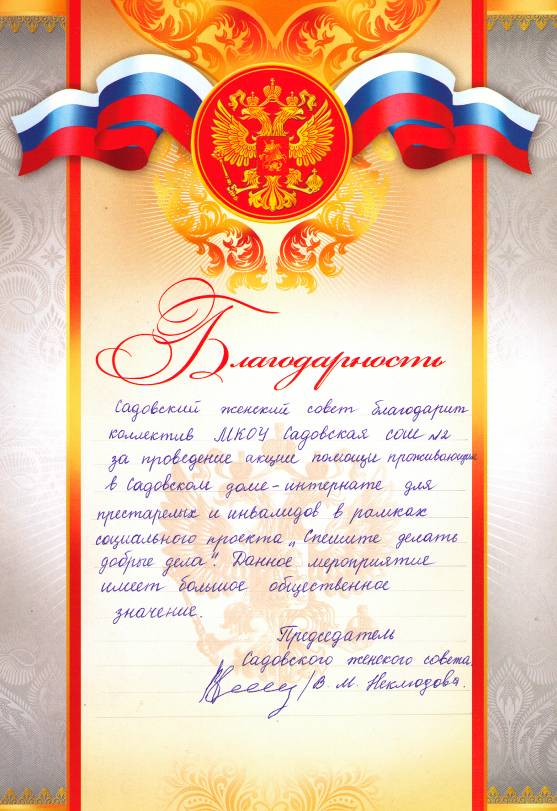 Благодарность
Садовский женский совет благодарит
коллектив МКОУ Садовская СОШ №2
за проведение акции помощи проживающим
в Садовском доме-интернате для
престарелых и инвалидов в рамках
социального проекта „Спешите делать
добрые дела". Данное мероприятие
имеет большое общественное
значение.
Председатель
Садовского женского совета
/В. М. Неклюдова.